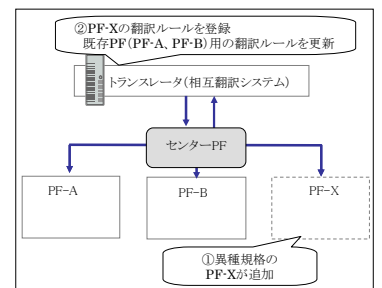 ②PF-Xの翻訳ルールを登録
既存PF(PF-A、PF-B)用の翻訳ルールを更新
トランスレータ(相互翻訳システム)
センターPF
PF-A
PF-B
PF-X
①異種規格の
PF-Xが追加